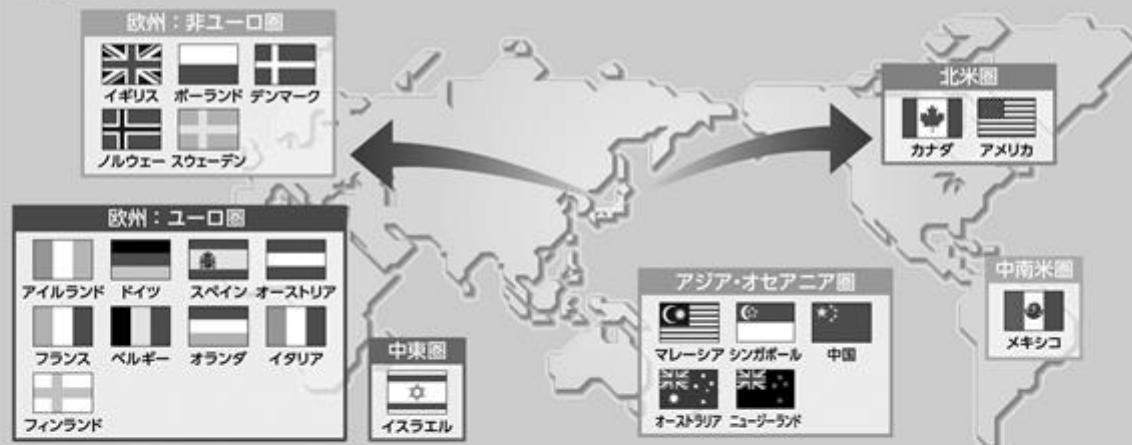 欧州：非ユーロ圏
イギリス ポーランド デンマーク
ノルウェー スウェーデン
北米圏
カナダ アメリカ
欧州：ユーロ圏
アイルランド ドイツ スペイン オーストリア
フランス ベルギー オランダ イタリア
フィンランド
中東圏
イスラエル
アジア・オセアニア圏
マレーシア シンガポール 中国
オーストラリア ニュージーランド
中南米圏
メキシコ